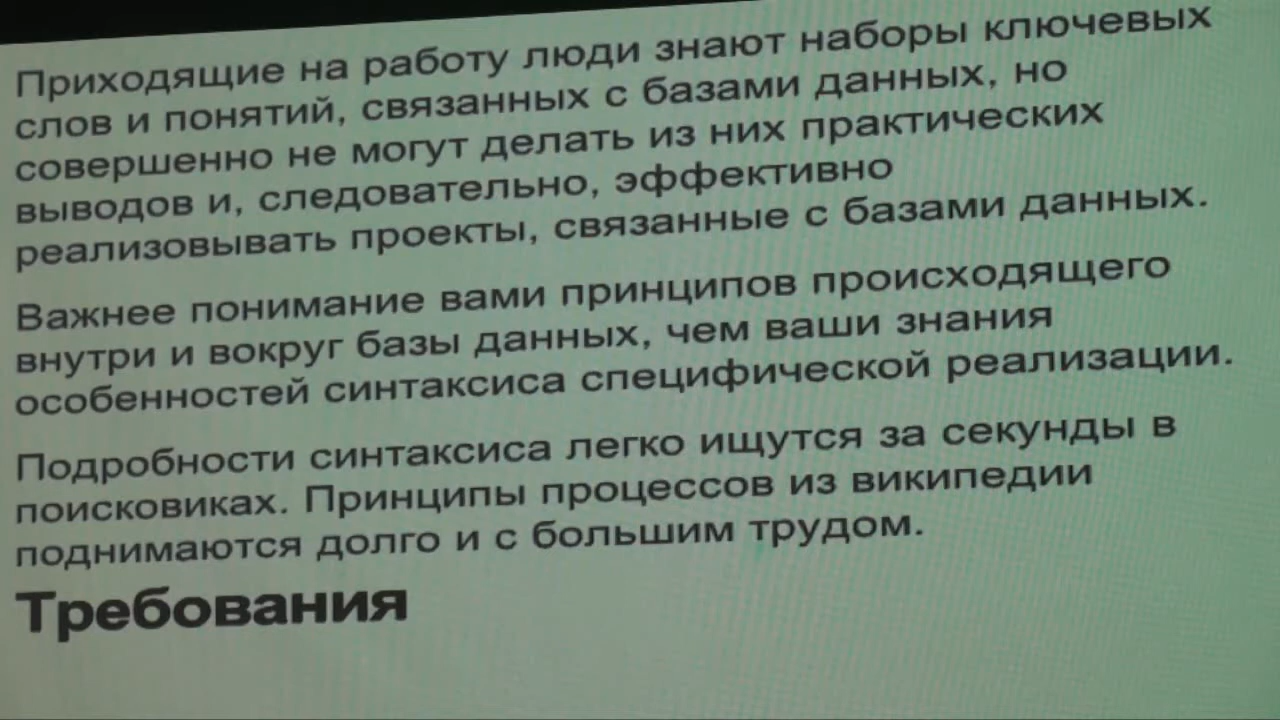 Приходящие на работу люди знают наборы ключевых
слов и понятий, связанных с базами данных, но
совершенно не могут делать из них практических
выводов и, следовательно, эффективно
реализовывать проекты, связанные с базами данных.
Важнее понимание вами принципов происходящего
внутри и вокруг базы данных, чем ваши знания
особенностей синтаксиса специфической реализации.
Подробности синтаксиса легко ищутся за секунды в
поисковиках. Принципы процессов из википедии
поднимаются долго и с большим трудом.
Требования